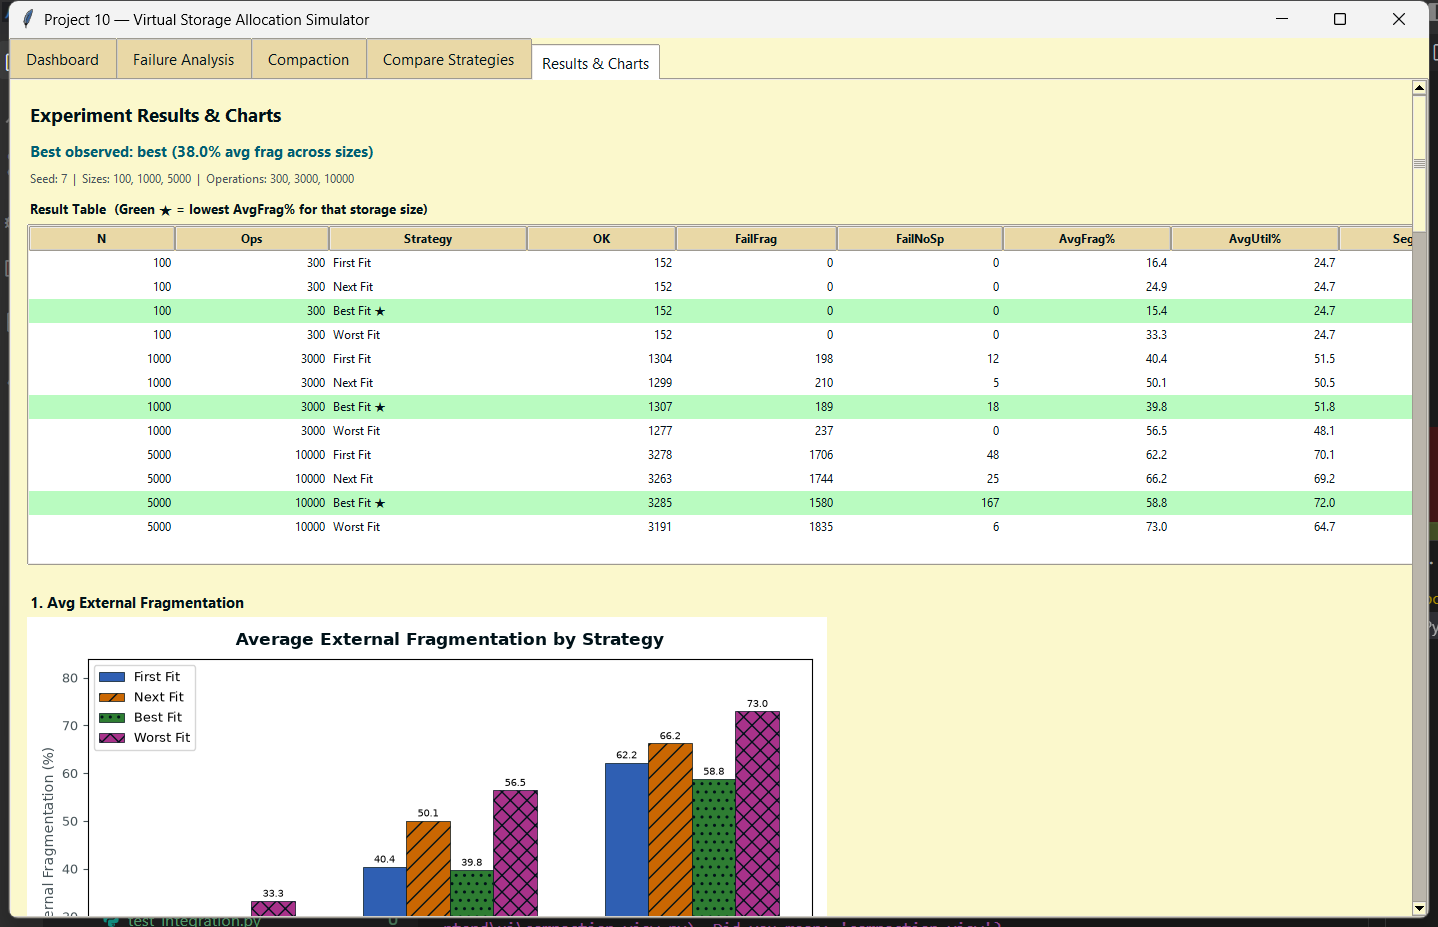 Project 10 — Virtual Storage Allocation Simulator
Dashboard Failure Analysis Compaction Compare Strategies Results & Charts
Experiment Results & Charts
Best observed: best (38.0% avg frag across sizes)
Seed: 7 | Sizes: 100, 1000, 5000 | Operations: 300, 3000, 10000
Result Table (Green ★ = lowest AvgFrag% for that storage size)
N Ops Strategy OK FailFrag FailNoSp AvgFrag% AvgUtil% Seg
100 300 First Fit 152 0 0 16.4 24.7
100 300 Next Fit 152 0 0 24.9 24.7
100 300 Best Fit ★ 152 0 0 15.4 24.7
100 300 Worst Fit 152 0 0 33.3 24.7
1000 3000 First Fit 1304 198 12 40.4 51.5
1000 3000 Next Fit 1299 210 5 50.1 50.5
1000 3000 Best Fit ★ 1307 189 18 39.8 51.8
1000 3000 Worst Fit 1277 237 0 56.5 48.1
5000 10000 First Fit 3278 1706 48 62.2 70.1
5000 10000 Next Fit 3263 1744 25 66.2 69.2
5000 10000 Best Fit ★ 3285 1580 167 58.8 72.0
5000 10000 Worst Fit 3191 1835 6 73.0 64.7
1. Avg External Fragmentation
Average External Fragmentation by Strategy
First Fit
Next Fit
Best Fit
Worst Fit
80
70
60
50
40
ernal Fragmentation (%)
33.3
40.4
50.1
39.8
56.5
62.2
66.2
58.8
73.0
test_integration.py